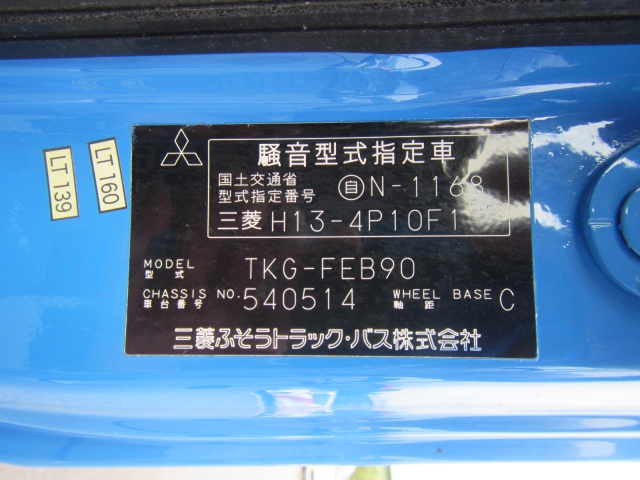 LT 139
LT 160
騒音型式指定車
国土交通省
型式指定番号
自 N-1168
三菱 H13-4P10F1
MODEL
型式
TKG-FEB90
CHASSIS NO.
車台番号
540514
WHEEL BASE
軸距
C
三菱ふそうトラック・バス株式会社